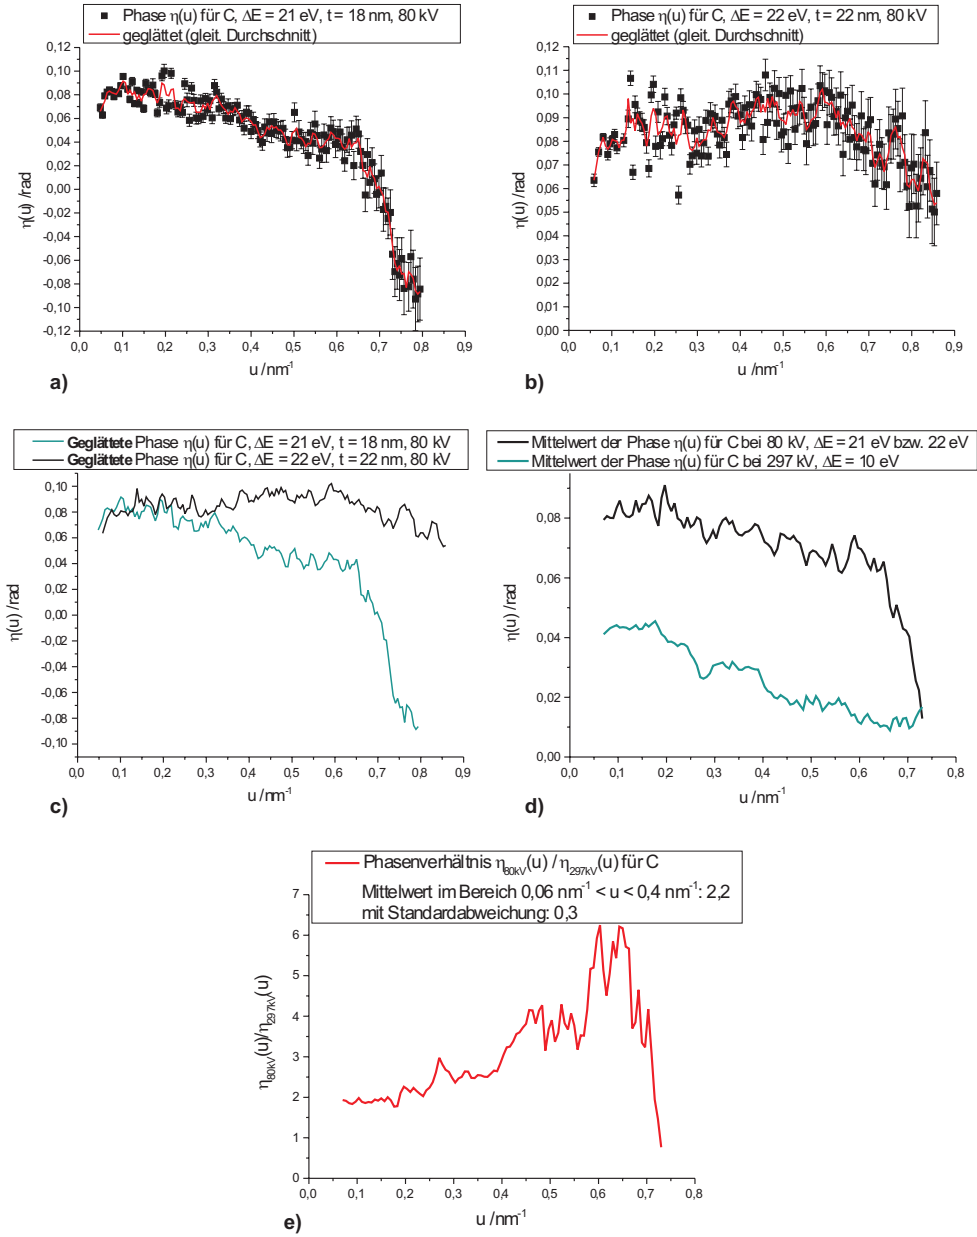 Phase η(u) für C, ΔE = 21 eV, t = 18 nm, 80 kV
geglättet (gleit. Durchschnitt)
0,12
0,10
0,08
0,06
0,04
0,02
0,00
-0,02
-0,04
-0,06
-0,08
-0,10
-0,12
η(u) /rad
0,0 0,1 0,2 0,3 0,4 0,5 0,6 0,7 0,8 0,9
u /nm⁻¹
a)
Phase η(u) für C, ΔE = 22 eV, t = 22 nm, 80 kV
geglättet (gleit. Durchschnitt)
0,12
0,11
0,10
0,09
0,08
0,07
0,06
0,05
0,04
0,03
0,02
0,01
0,00
η(u) /rad
0,0 0,1 0,2 0,3 0,4 0,5 0,6 0,7 0,8 0,9
u /nm⁻¹
b)
Geglättete Phase η(u) für C, ΔE = 21 eV, t = 18 nm, 80 kV
Geglättete Phase η(u) für C, ΔE = 22 eV, t = 22 nm, 80 kV
0,10
0,08
0,06
0,04
0,02
0,00
-0,02
-0,04
-0,06
-0,08
-0,10
η(u) /rad
0,0 0,1 0,2 0,3 0,4 0,5 0,6 0,7 0,8 0,9
u /nm⁻¹
c)
Mittelwert der Phase η(u) für C bei 80 kV, ΔE = 21 eV bzw. 22 eV
Mittelwert der Phase η(u) für C bei 297 kV, ΔE = 10 eV
0,08
0,06
0,04
0,02
0,00
η(u) /rad
0,0 0,1 0,2 0,3 0,4 0,5 0,6 0,7 0,8
u /nm⁻¹
d)
Phasenverhältnis η80kV(u) / η297kV(u) für C
Mittelwert im Bereich 0,06 nm⁻¹ < u < 0,4 nm⁻¹: 2,2
mit Standardabweichung: 0,3
7
6
5
4
3
2
1
0
η80kV(u)/η297kV(u)
0,0 0,1 0,2 0,3 0,4 0,5 0,6 0,7 0,8
u /nm⁻¹
e)